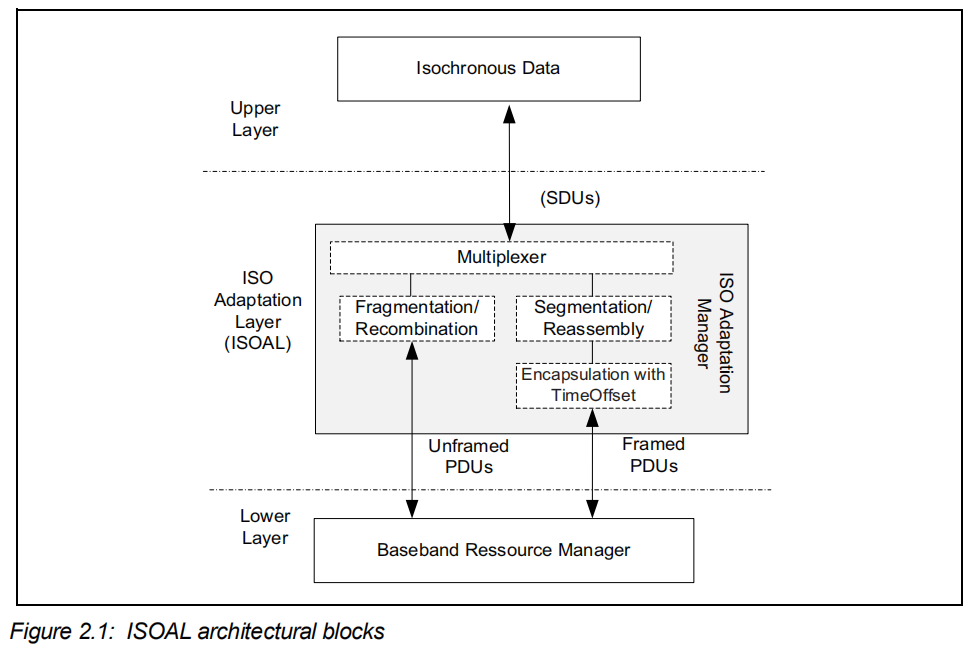 Isochronous Data
Upper
Layer
(SDUs)
Multiplexer
ISO
Adaptation
Layer
(ISOAL)
Fragmentation/
Recombination
Segmentation/
Reassembly
Encapsulation with
TimeOffset
ISO Adaptation
Manager
Unframed
PDUs
Framed
PDUs
Lower
Layer
Baseband Ressource Manager
Figure 2.1: ISOAL architectural blocks